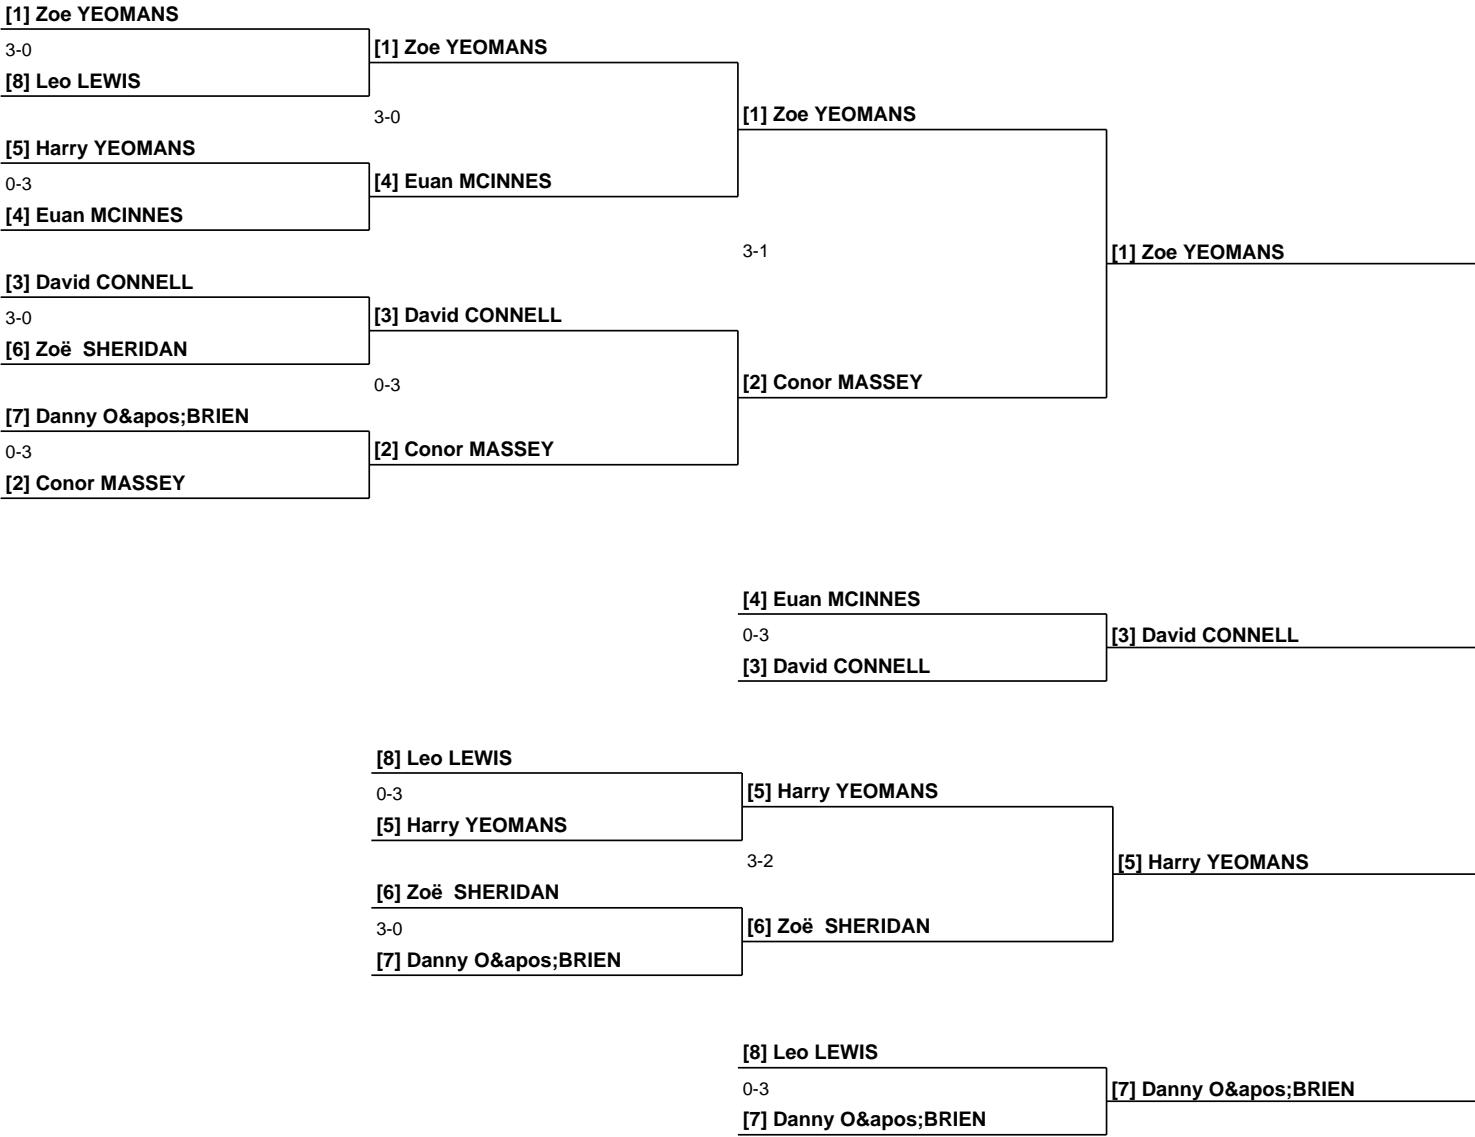 [1] Zoe YEOMANS
3-0
[8] Leo LEWIS
[1] Zoe YEOMANS
3-0
[5] Harry YEOMANS
0-3
[4] Euan MCINNES
[4] Euan MCINNES
[1] Zoe YEOMANS
3-1
[1] Zoe YEOMANS
[3] David CONNELL
3-0
[6] Zoë  SHERIDAN
[3] David CONNELL
0-3
[7] Danny O&apos;BRIEN
0-3
[2] Conor MASSEY
[2] Conor MASSEY
[2] Conor MASSEY
[4] Euan MCINNES
0-3
[3] David CONNELL
[3] David CONNELL
[8] Leo LEWIS
0-3
[5] Harry YEOMANS
[5] Harry YEOMANS
3-2
[5] Harry YEOMANS
[6] Zoë  SHERIDAN
3-0
[7] Danny O&apos;BRIEN
[6] Zoë  SHERIDAN
[8] Leo LEWIS
0-3
[7] Danny O&apos;BRIEN
[7] Danny O&apos;BRIEN